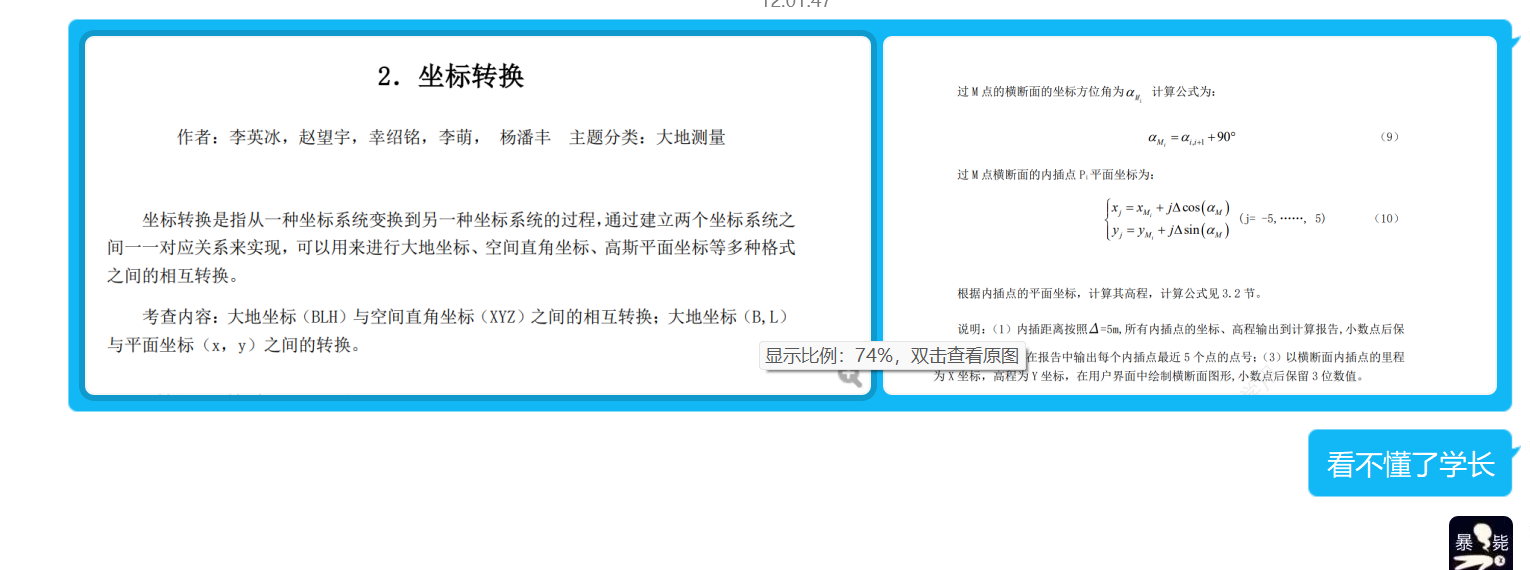 12:01:47
2. 坐标转换
作者：李英冰，赵望宇，幸绍铭，李萌， 杨潘丰 主题分类：大地测量
坐标转换是指从一种坐标系统变换到另一种坐标系统的过程,通过建立两个坐标系统之
间一一对应关系来实现，可以用来进行大地坐标、空间直角坐标、高斯平面坐标等多种格式
之间的相互转换。
考查内容：大地坐标（BLH）与空间直角坐标（XYZ）之间的相互转换；大地坐标（B,L）
与平面坐标（x，y）之间的转换。
显示比例：74%，双击查看原图
过 M 点的横断面的坐标方位角为 α_{M_i} 计算公式为：
α_{M_i} = α_{i,i+1} + 90° （9）
过 M 点横断面的内插点 P_i 平面坐标为：
x_j = x_{M_i} + jΔcos(α_M)
y_j = y_{M_i} + jΔsin(α_M) (j= -5,……, 5) （10）
根据内插点的平面坐标，计算其高程，计算公式见 3.2 节。
说明：（1）内插距离按照 Δ=5m,所有内插点的坐标、高程输出到计算报告,小数点后保
在报告中输出每个内插点最近 5 个点的点号；（3）以横断面内插点的里程
为 X 坐标，高程为 Y 坐标，在用户界面中绘制横断面图形,小数点后保留 3 位数值。
看不懂了学长
暴毙